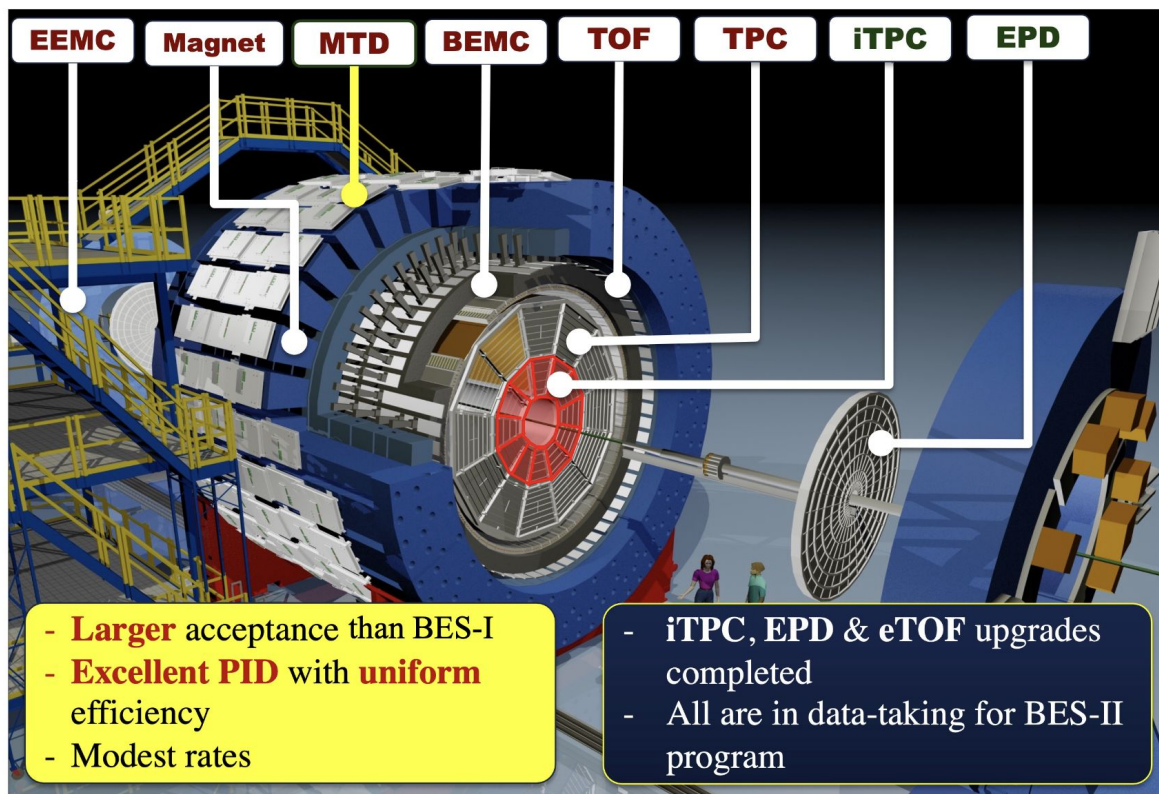 EEMC Magnet MTD BEMC TOF TPC iTPC EPD
- Larger acceptance than BES-I
- Excellent PID with uniform
efficiency
- Modest rates
- iTPC, EPD & eTOF upgrades
completed
- All are in data-taking for BES-II
program